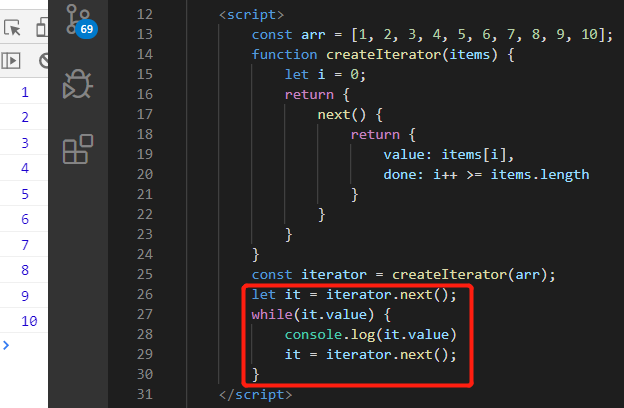 1
2
3
4
5
6
7
8
9
10
>
69
12 <script>
13 const arr = [1, 2, 3, 4, 5, 6, 7, 8, 9, 10];
14 function createIterator(items) {
15 let i = 0;
16 return {
17 next() {
18 return {
19 value: items[i],
20 done: i++ >= items.length
21 }
22 }
23 }
24 }
25 const iterator = createIterator(arr);
26 let it = iterator.next();
27 while(it.value) {
28 console.log(it.value)
29 it = iterator.next();
30 }
31 </script>